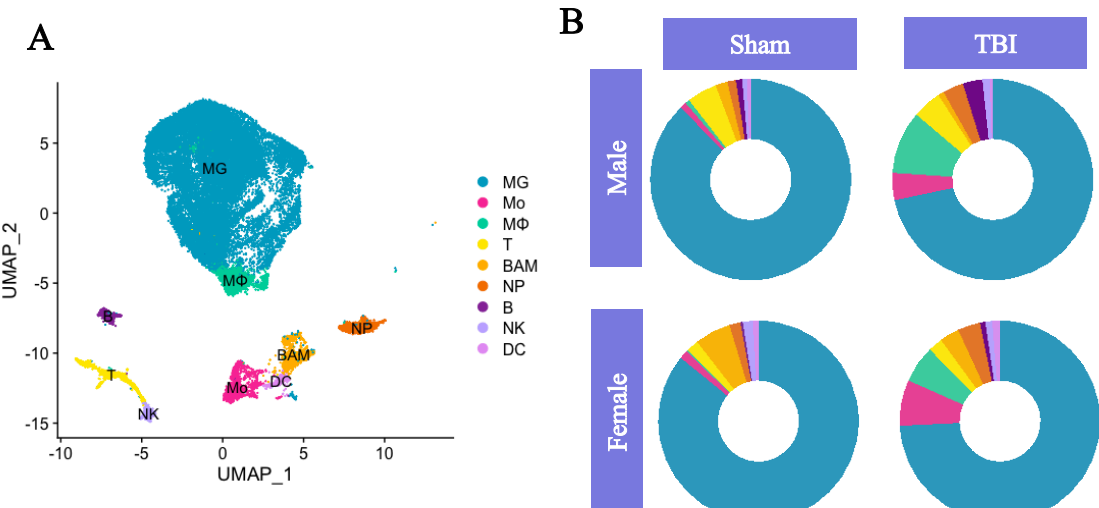 A
UMAP_2
5
0
-5
-10
-15
-10
-5
0
5
10
UMAP_1
MG
MΦ
B
T
NK
Mo
DC
BAM
NP
MG
Mo
MΦ
T
BAM
NP
B
NK
DC
B
Sham
TBI
Male
Female